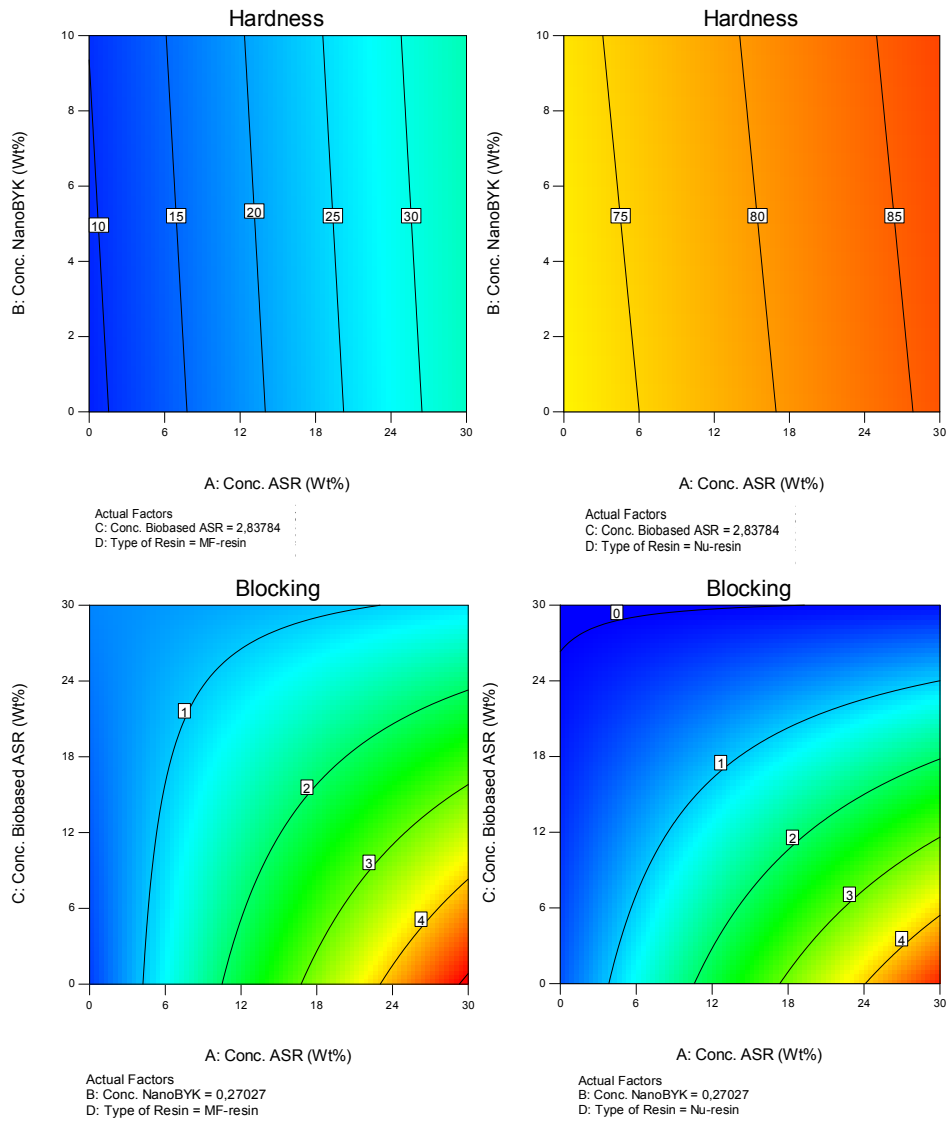 Hardness
10
8
6
4
2
0
B: Conc. NanoBYK (Wt%)
10
15
20
25
30
0
6
12
18
24
30
A: Conc. ASR (Wt%)
Actual Factors
C: Conc. Biobased ASR = 2,83784
D: Type of Resin = MF-resin
Hardness
10
8
6
4
2
0
B: Conc. NanoBYK (Wt%)
75
80
85
0
6
12
18
24
30
A: Conc. ASR (Wt%)
Actual Factors
C: Conc. Biobased ASR = 2,83784
D: Type of Resin = Nu-resin
Blocking
30
24
18
12
6
0
C: Conc. Biobased ASR (Wt%)
1
2
3
4
0
6
12
18
24
30
A: Conc. ASR (Wt%)
Actual Factors
B: Conc. NanoBYK = 0,27027
D: Type of Resin = MF-resin
Blocking
30
24
18
12
6
0
C: Conc. Biobased ASR (Wt%)
0
1
2
3
4
0
6
12
18
24
30
A: Conc. ASR (Wt%)
Actual Factors
B: Conc. NanoBYK = 0,27027
D: Type of Resin = Nu-resin